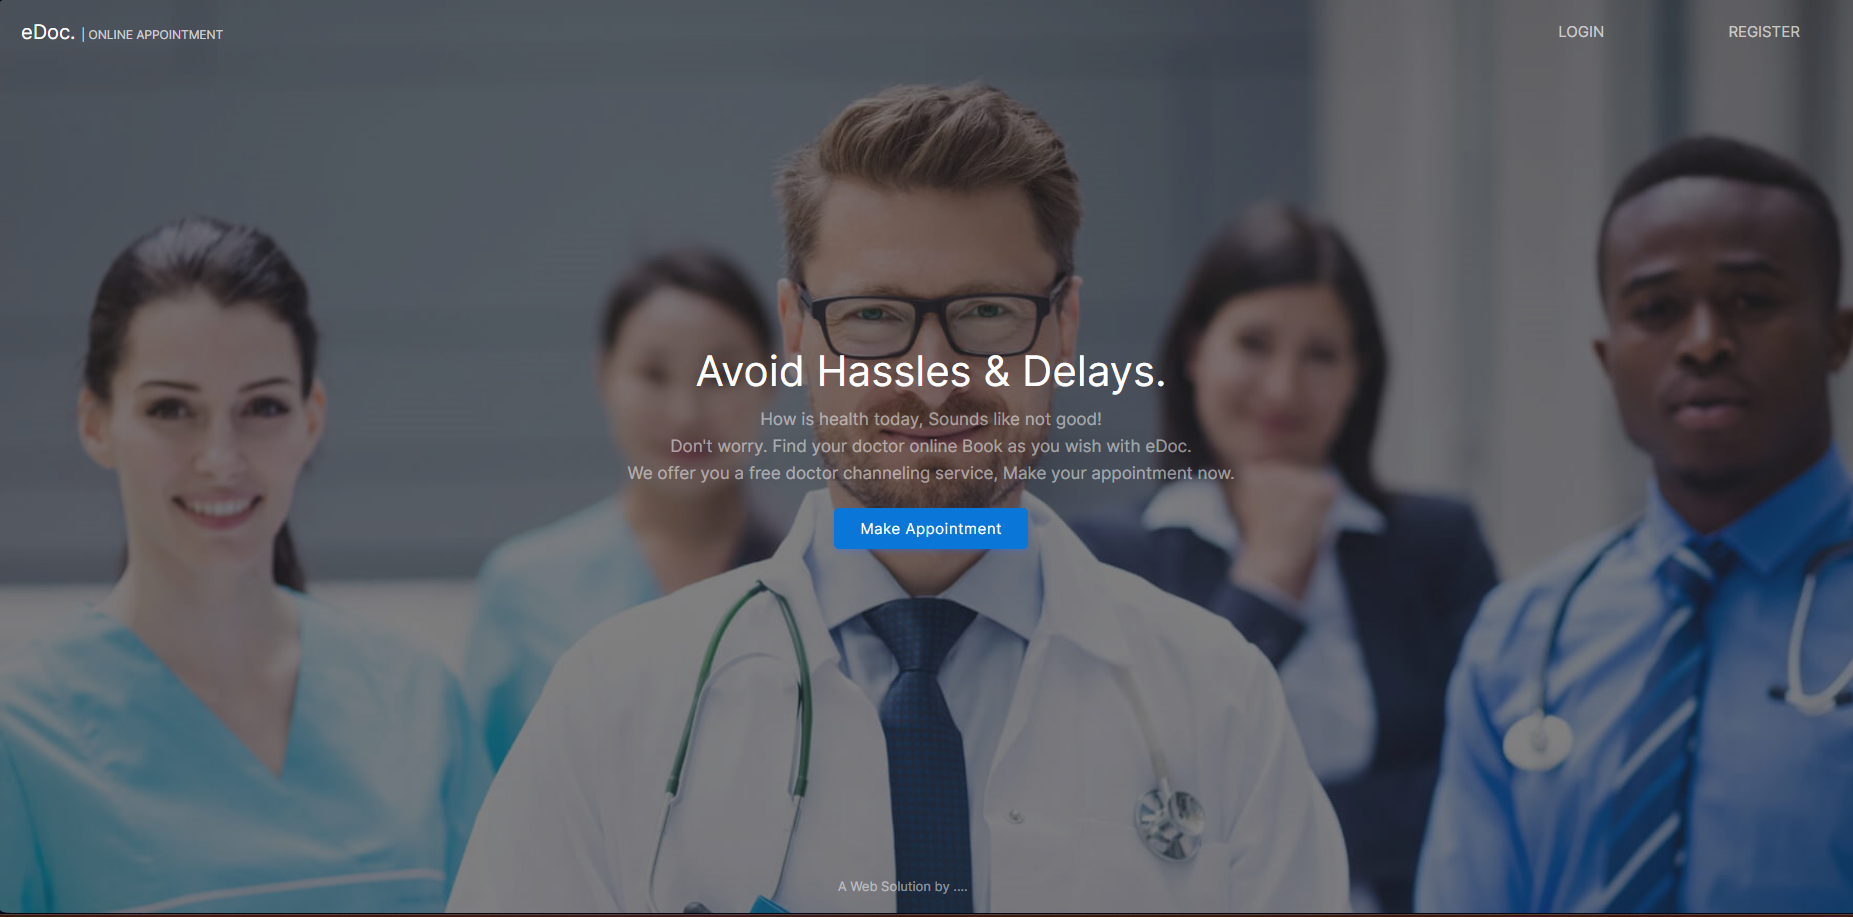 eDoc. | ONLINE APPOINTMENT
LOGIN
REGISTER
Avoid Hassles & Delays.
How is health today, Sounds like not good!
Don't worry. Find your doctor online Book as you wish with eDoc.
We offer you a free doctor channeling service, Make your appointment now.
Make Appointment
A Web Solution by ....